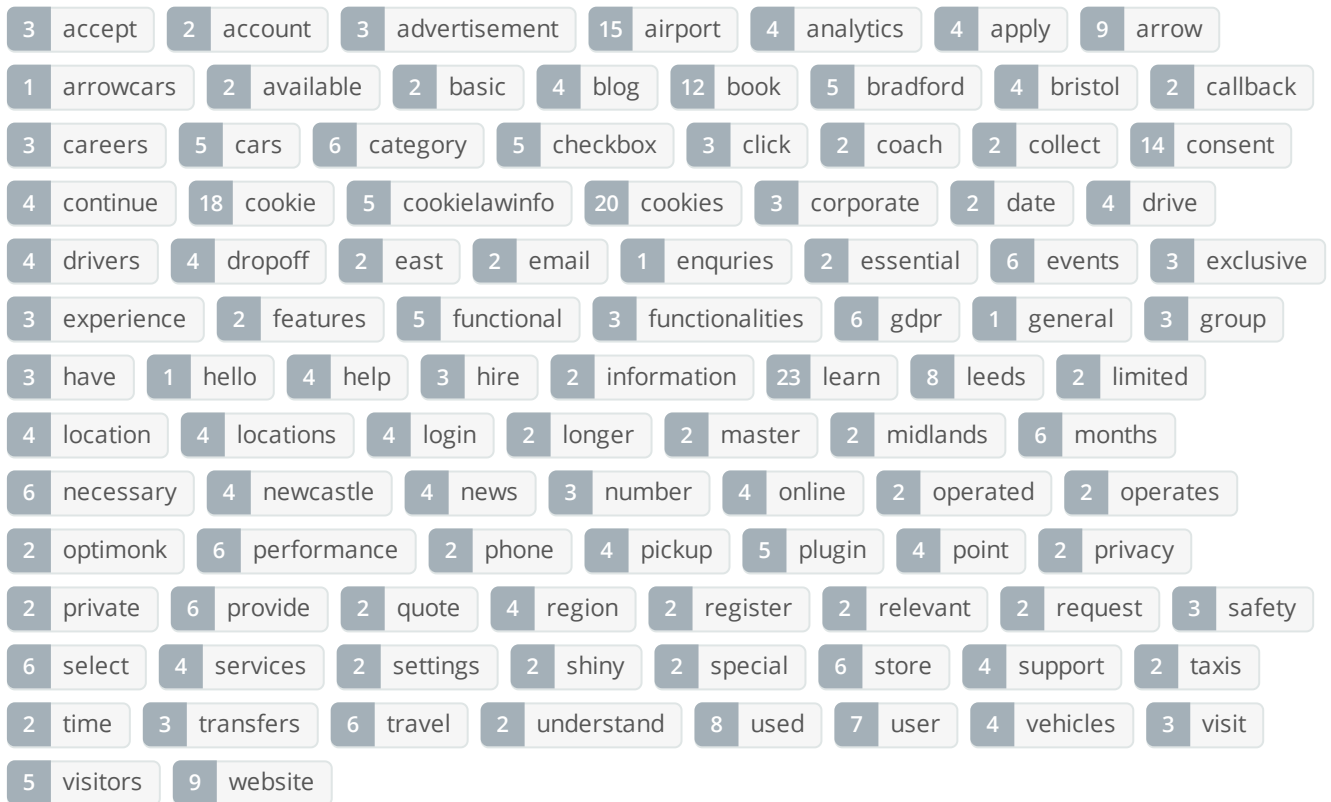 3 accept 2 account 3 advertisement 15 airport 4 analytics 4 apply 9 arrow
1 arrowcars 2 available 2 basic 4 blog 12 book 5 bradford 4 bristol 2 callback
3 careers 5 cars 6 category 5 checkbox 3 click 2 coach 2 collect 14 consent
4 continue 18 cookie 5 cookielawinfo 20 cookies 3 corporate 2 date 4 drive
4 drivers 4 dropoff 2 east 2 email 1 enquries 2 essential 6 events 3 exclusive
3 experience 2 features 5 functional 3 functionalities 6 gdpr 1 general 3 group
3 have 1 hello 4 help 3 hire 2 information 23 learn 8 leeds 2 limited
4 location 4 locations 4 login 2 longer 2 master 2 midlands 6 months
6 necessary 4 newcastle 4 news 3 number 4 online 2 operated 2 operates
2 optimonk 6 performance 2 phone 4 pickup 5 plugin 4 point 2 privacy
2 private 6 provide 2 quote 4 region 2 register 2 relevant 2 request 3 safety
6 select 4 services 2 settings 2 shiny 2 special 6 store 4 support 2 taxis
2 time 3 transfers 6 travel 2 understand 8 used 7 user 4 vehicles 3 visit
5 visitors 9 website